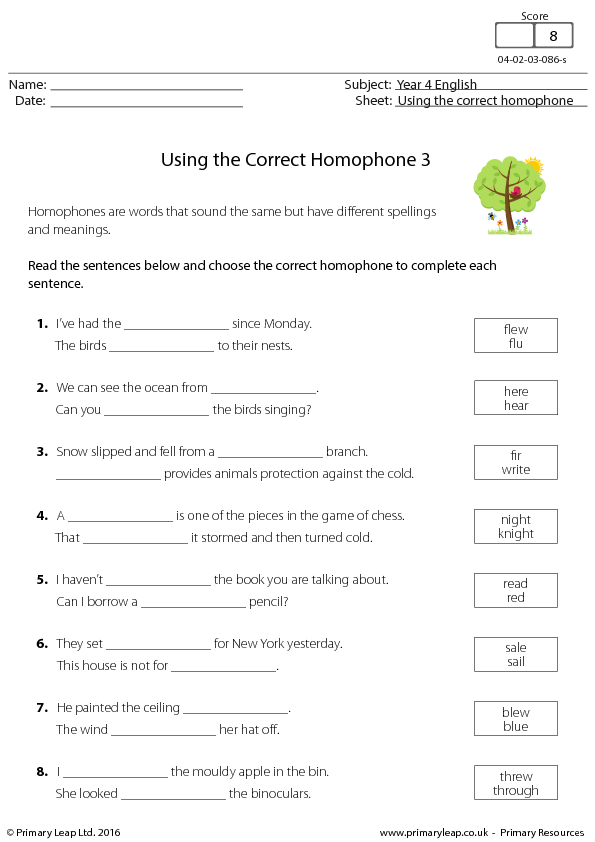 Score
8
04-02-03-086-s
Name: ____________________ Subject: Year 4 English
Date: ____________________ Sheet: Using the correct homophone
Using the Correct Homophone 3
Homophones are words that sound the same but have different spellings
and meanings.
Read the sentences below and choose the correct homophone to complete each
sentence.
1. I've had the ________________ since Monday.
The birds ________________ to their nests.
flew
flu
2. We can see the ocean from ________________.
Can you ________________ the birds singing?
here
hear
3. Snow slipped and fell from a ________________ branch.
________________ provides animals protection against the cold.
fir
write
4. A ________________ is one of the pieces in the game of chess.
That ________________ it stormed and then turned cold.
night
knight
5. I haven't ________________ the book you are talking about.
Can I borrow a ________________ pencil?
read
red
6. They set ________________ for New York yesterday.
This house is not for ________________.
sale
sail
7. He painted the ceiling ________________.
The wind ________________ her hat off.
blew
blue
8. I ________________ the mouldy apple in the bin.
She looked ________________ the binoculars.
threw
through
© Primary Leap Ltd. 2016 www.primaryleap.co.uk - Primary Resources